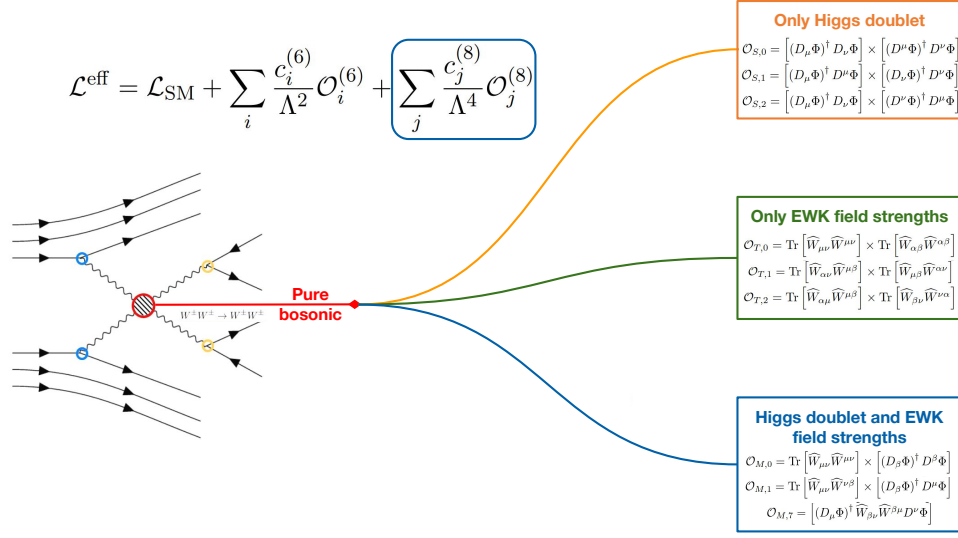 Only Higgs doublet
𝒪_{S,0} = [(D_μΦ)† D_νΦ] × [(D^μΦ)† D^νΦ]
𝒪_{S,1} = [(D_μΦ)† D^μΦ] × [(D_νΦ)† D^νΦ]
𝒪_{S,2} = [(D_μΦ)† D_νΦ] × [(D^νΦ)† D^μΦ]
ℒ^{eff} = ℒ_{SM} + ∑_i c_i^{(6)}/Λ² 𝒪_i^{(6)} + ∑_j c_j^{(8)}/Λ⁴ 𝒪_j^{(8)}
Only EWK field strengths
𝒪_{T,0} = Tr [Ŵ_{μν}Ŵ^{μν}] × Tr [Ŵ_{αβ}Ŵ^{αβ}]
𝒪_{T,1} = Tr [Ŵ_{αν}Ŵ^{μβ}] × Tr [Ŵ_{μβ}Ŵ^{αν}]
𝒪_{T,2} = Tr [Ŵ_{αμ}Ŵ^{μβ}] × Tr [Ŵ_{βν}Ŵ^{να}]
Pure
bosonic
W^±W^± → W^±W^±
Higgs doublet and EWK
field strengths
𝒪_{M,0} = Tr [Ŵ_{μν}Ŵ^{μν}] × [(D_βΦ)† D^βΦ]
𝒪_{M,1} = Tr [Ŵ_{μν}Ŵ^{νβ}] × [(D_βΦ)† D^μΦ]
𝒪_{M,7} = [(D_μΦ)† Ŵ_{βν}Ŵ^{βμ} D^νΦ]